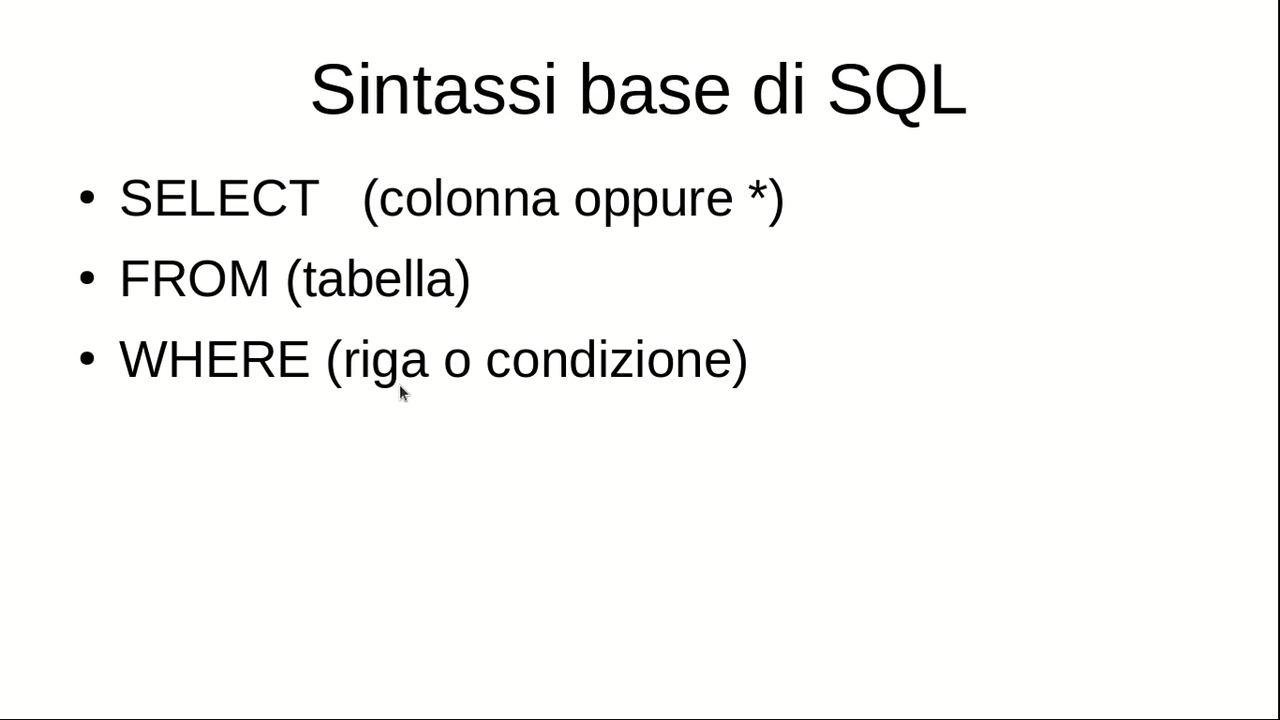 Sintassi base di SQL
• SELECT (colonna oppure *)
• FROM (tabella)
• WHERE (riga o condizione)